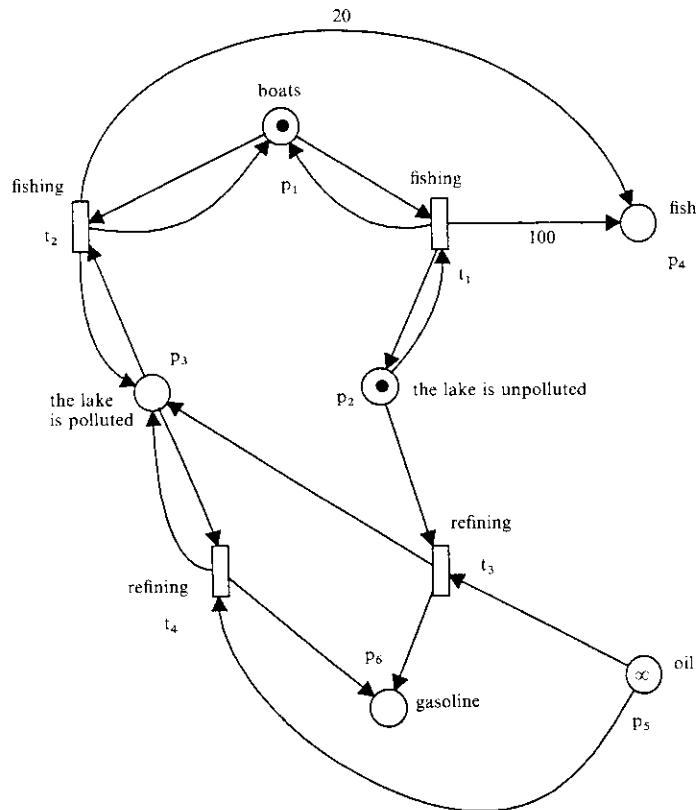 20
boats
fishing
p₁
fishing
fish
t₂
100
p₄
t₁
p₃
the lake
is polluted
p₂
the lake is unpolluted
refining
t₃
refining
t₄
p₆
∞
oil
gasoline
p₅